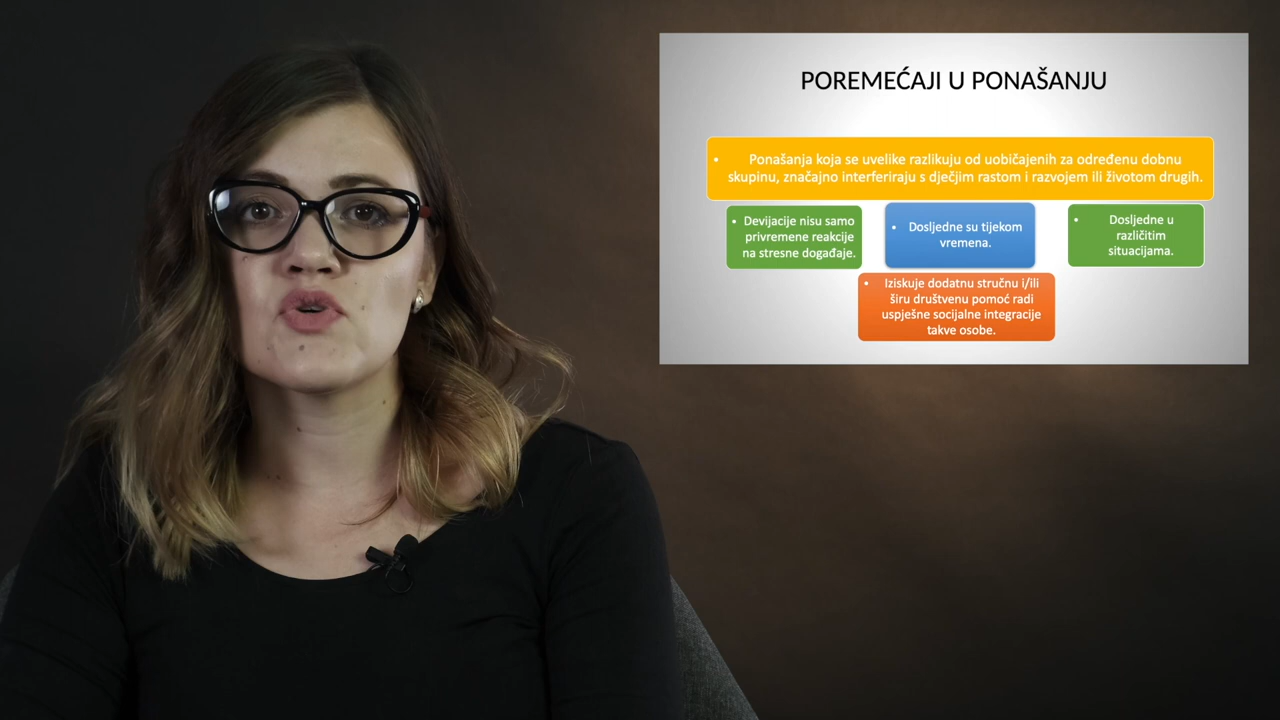 POREMEĆAJI U PONAŠANJU
• Ponašanja koja se uvelike razlikuju od uobičajenih za određenu dobnu
skupinu, značajno interferiraju s dječjim rastom i razvojem ili životom drugih.
• Devijacije nisu samo
privremene reakcije
na stresne događaje.
• Dosljedne su tijekom
vremena.
• Dosljedne u
različitim
situacijama.
• Iziskuje dodatnu stručnu i/ili
širu društvenu pomoć radi
uspješne socijalne integracije
takve osobe.